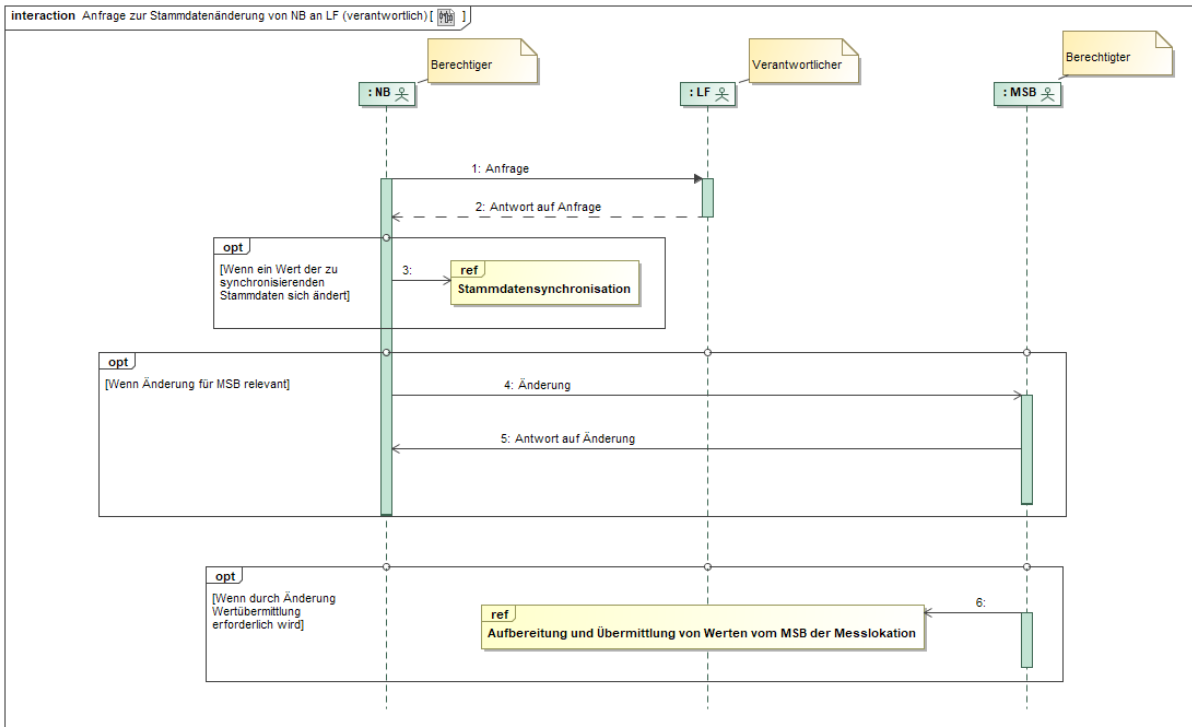 interaction Anfrage zur Stammdatenänderung von NB an LF (verantwortlich) [ ]
Berechtiger
Verantwortlicher
Berechtigter
: NB
: LF
: MSB
1: Anfrage
2: Antwort auf Anfrage
opt
[Wenn ein Wert der zu
synchronisierenden
Stammdaten sich ändert]
3:
ref
Stammdatensynchronisation
opt
[Wenn Änderung für MSB relevant]
4: Änderung
5: Antwort auf Änderung
opt
[Wenn durch Änderung
Wertübermittlung
erforderlich wird]
6:
ref
Aufbereitung und Übermittlung von Werten vom MSB der Messlokation